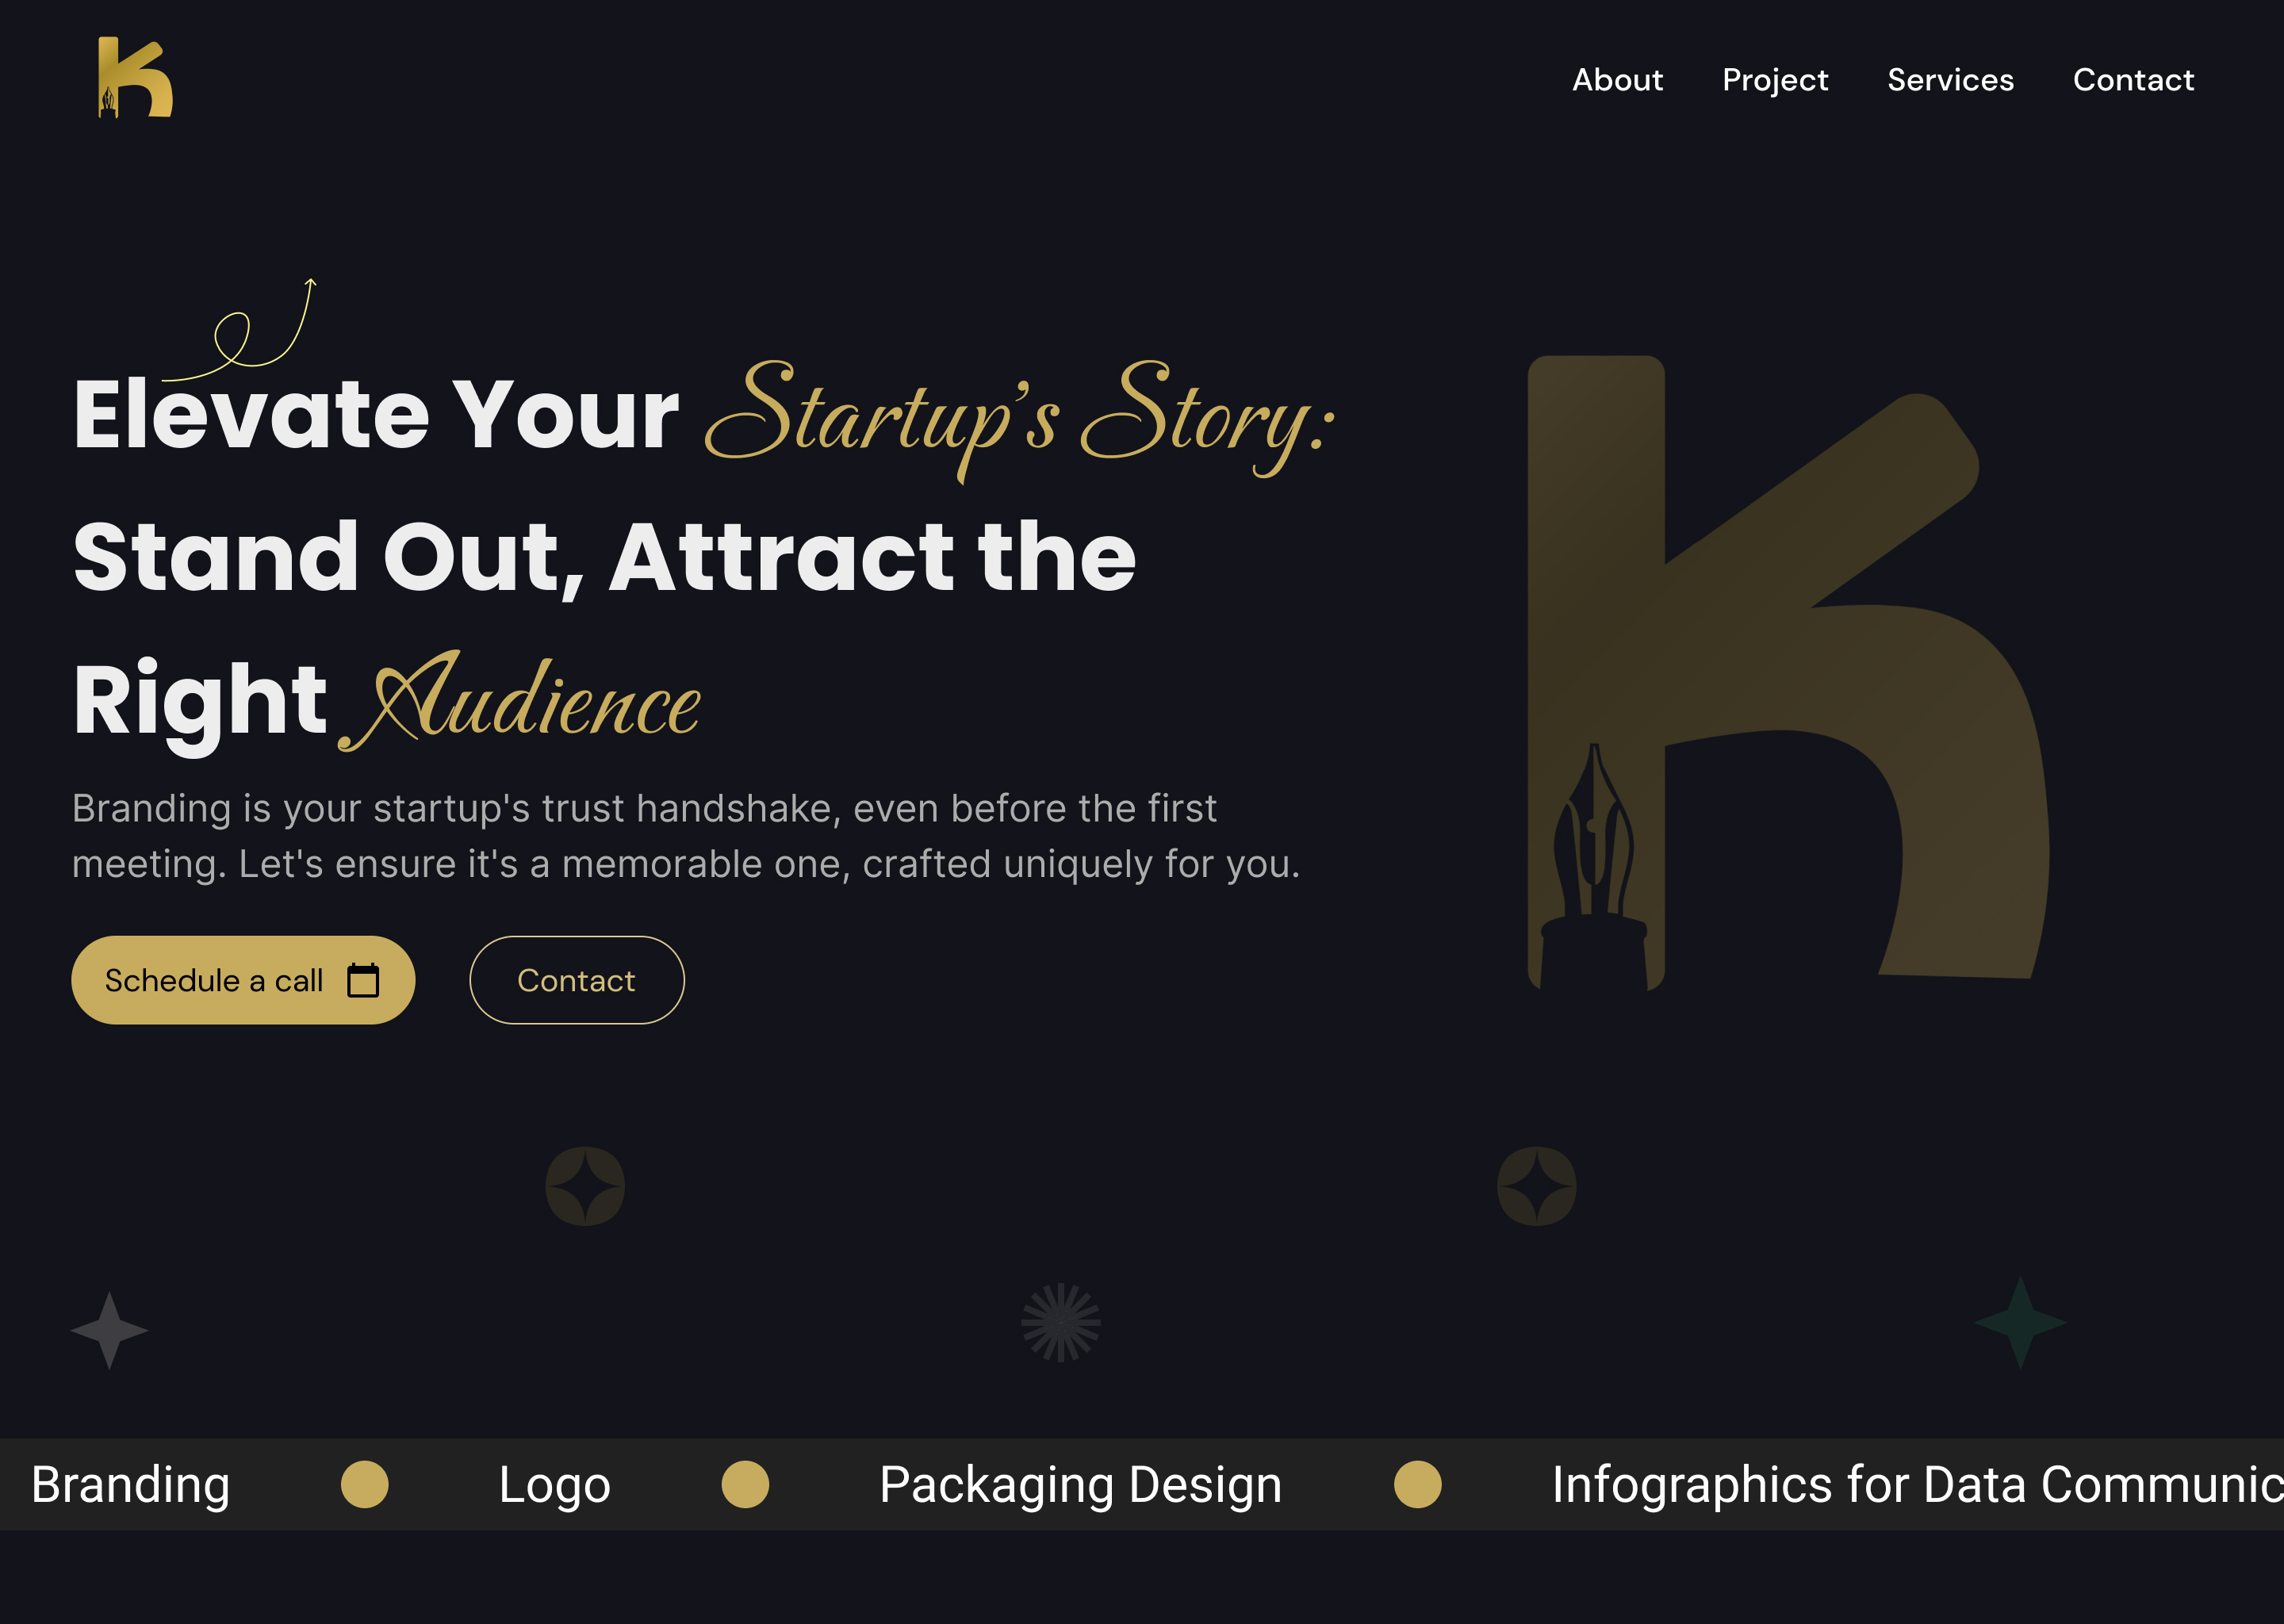 K
About Project Services Contact
Elevate Your Startup’s Story:
Stand Out, Attract the
Right Audience
Branding is your startup's trust handshake, even before the first
meeting. Let's ensure it's a memorable one, crafted uniquely for you.
Schedule a call Contact
Branding Logo Packaging Design Infographics for Data Communic